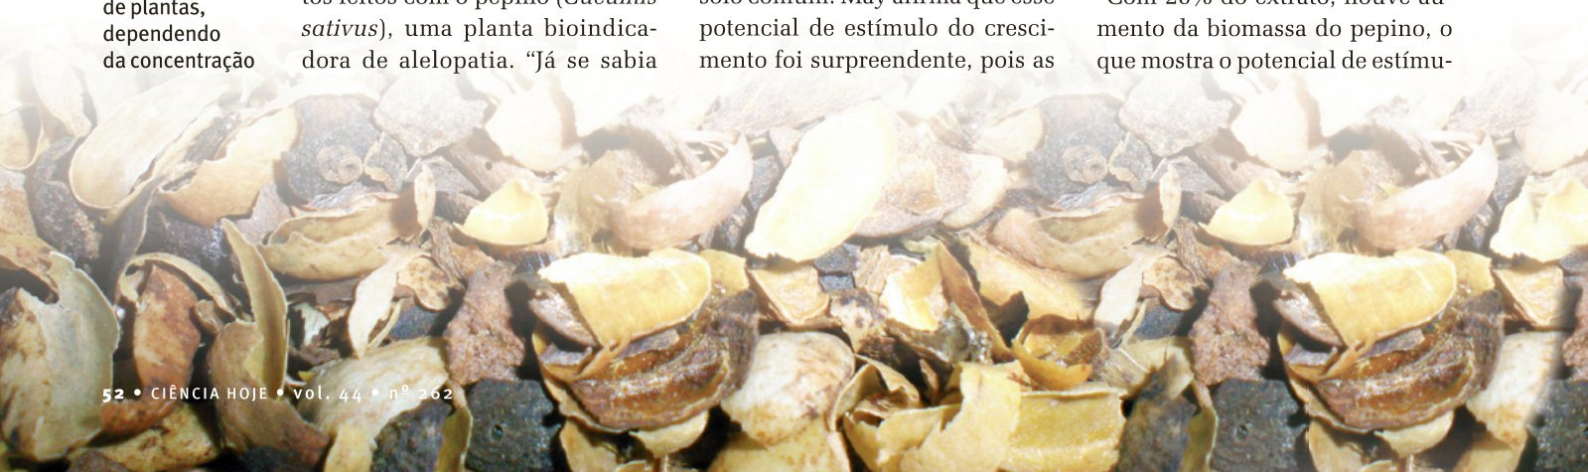 de plantas,
dependendo
da concentração
sativus), uma planta bioindica-
dora de alelopatia. “Já se sabia
potencial de estímulo do cresci-
mento foi surpreendente, pois as
mento da biomassa do pepino, o
que mostra o potencial de estímu-
52 • CIÊNCIA HOJE • vol. 44 • nº 262